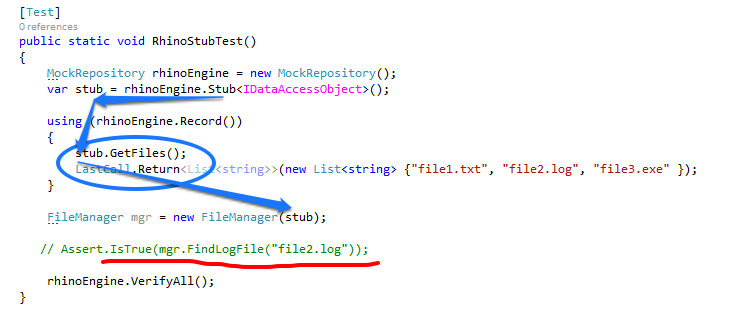 [Test]
0 references
public static void RhinoStubTest()
{
MockRepository rhinoEngine = new MockRepository();
var stub = rhinoEngine.Stub<IDataAccessObject>();
using (rhinoEngine.Record())
{
stub.GetFiles();
LastCall.Return<List<string>>(new List<string> {"file1.txt", "file2.log", "file3.exe" });
}
FileManager mgr = new FileManager(stub);
// Assert.IsTrue(mgr.FindLogFile("file2.log"));
rhinoEngine.VerifyAll();
}